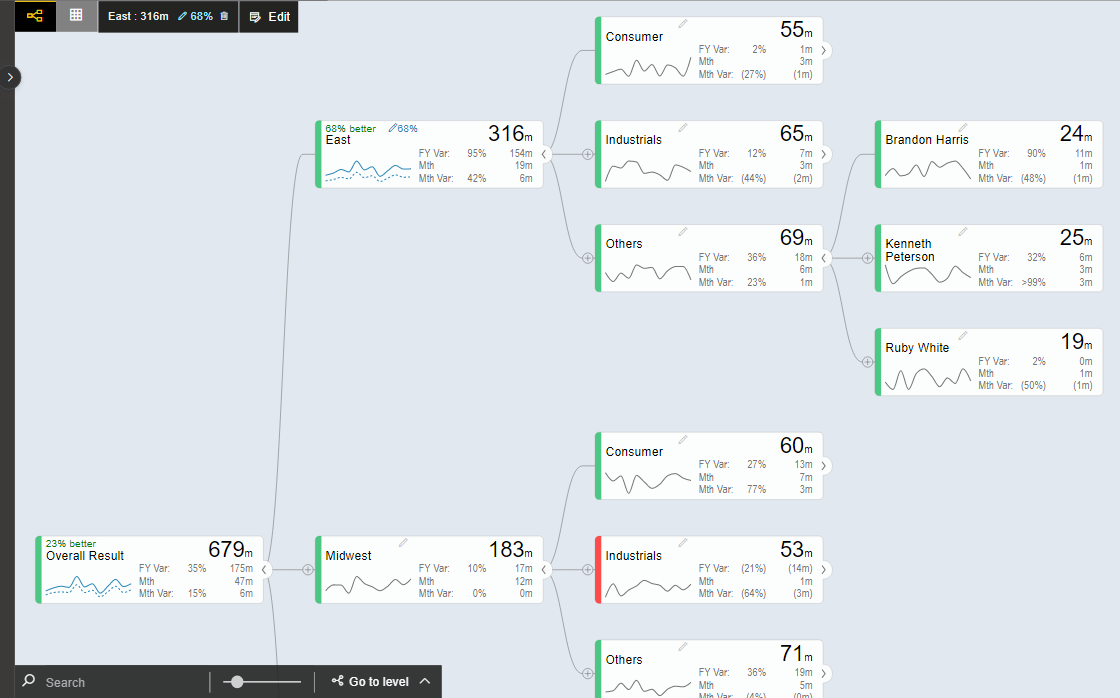 East : 316m 68% Edit
Consumer 55m
FY Var: 2% 1m
Mth 3m
Mth Var: (27%) (1m)
68% better 68%
East 316m
FY Var: 95% 154m
Mth 19m
Mth Var: 42% 6m
Industrials 65m
FY Var: 12% 7m
Mth 3m
Mth Var: (44%) (2m)
Brandon Harris 24m
FY Var: 90% 11m
Mth 1m
Mth Var: (48%) (1m)
Others 69m
FY Var: 36% 18m
Mth 6m
Mth Var: 23% 1m
Kenneth
Peterson 25m
FY Var: 32% 6m
Mth 3m
Mth Var: >99% 3m
Ruby White 19m
FY Var: 2% 0m
Mth 1m
Mth Var: (50%) (1m)
Consumer 60m
FY Var: 27% 13m
Mth 7m
Mth Var: 77% 3m
23% better
Overall Result 679m
FY Var: 35% 175m
Mth 47m
Mth Var: 15% 6m
Midwest 183m
FY Var: 10% 17m
Mth 12m
Mth Var: 0% 0m
Industrials 53m
FY Var: (21%) (14m)
Mth 1m
Mth Var: (64%) (3m)
Others 71m
FY Var: 36% 19m
Mth 5m
Mth Var: (4%) (0m)
Search Go to level